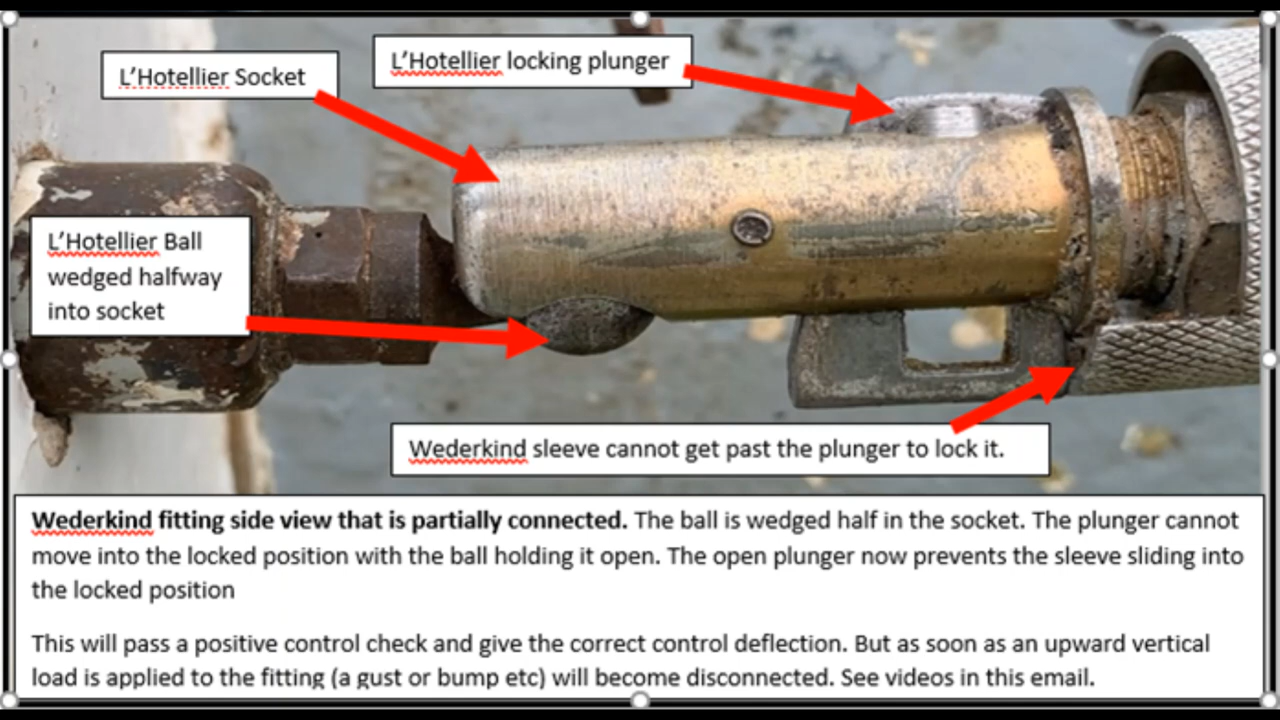 L'Hotellier Socket
L'Hotellier locking plunger
L'Hotellier Ball
wedged halfway
into socket
Wederkind sleeve cannot get past the plunger to lock it.
Wederkind fitting side view that is partially connected. The ball is wedged half in the socket. The plunger cannot
move into the locked position with the ball holding it open. The open plunger now prevents the sleeve sliding into
the locked position
This will pass a positive control check and give the correct control deflection. But as soon as an upward vertical
load is applied to the fitting (a gust or bump etc) will become disconnected. See videos in this email.